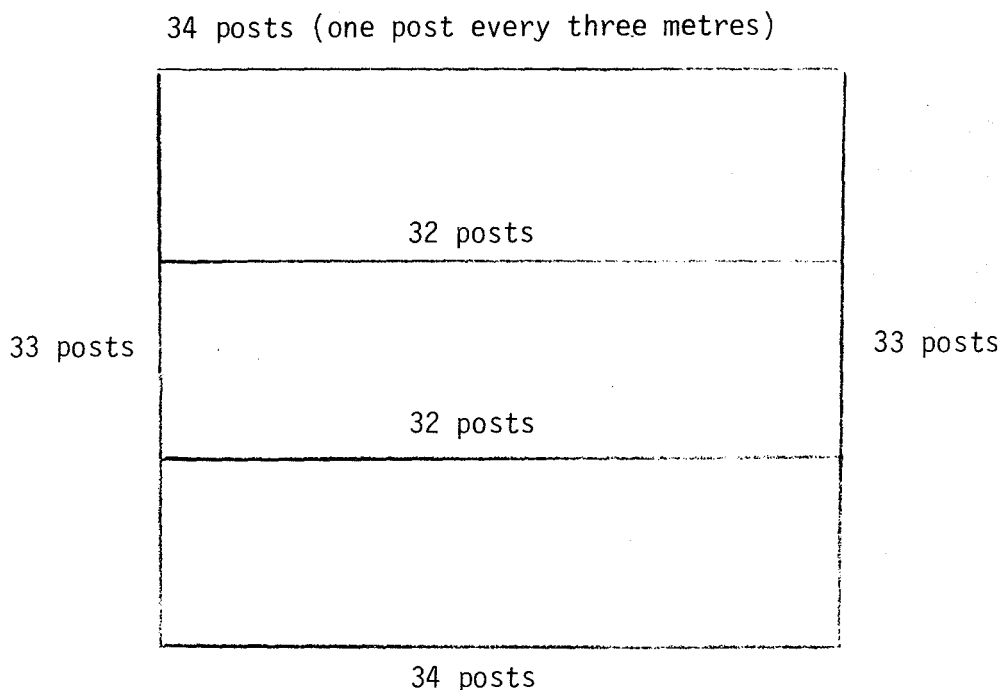 34 posts (one post every three metres)
32 posts
33 posts
33 posts
32 posts
34 posts